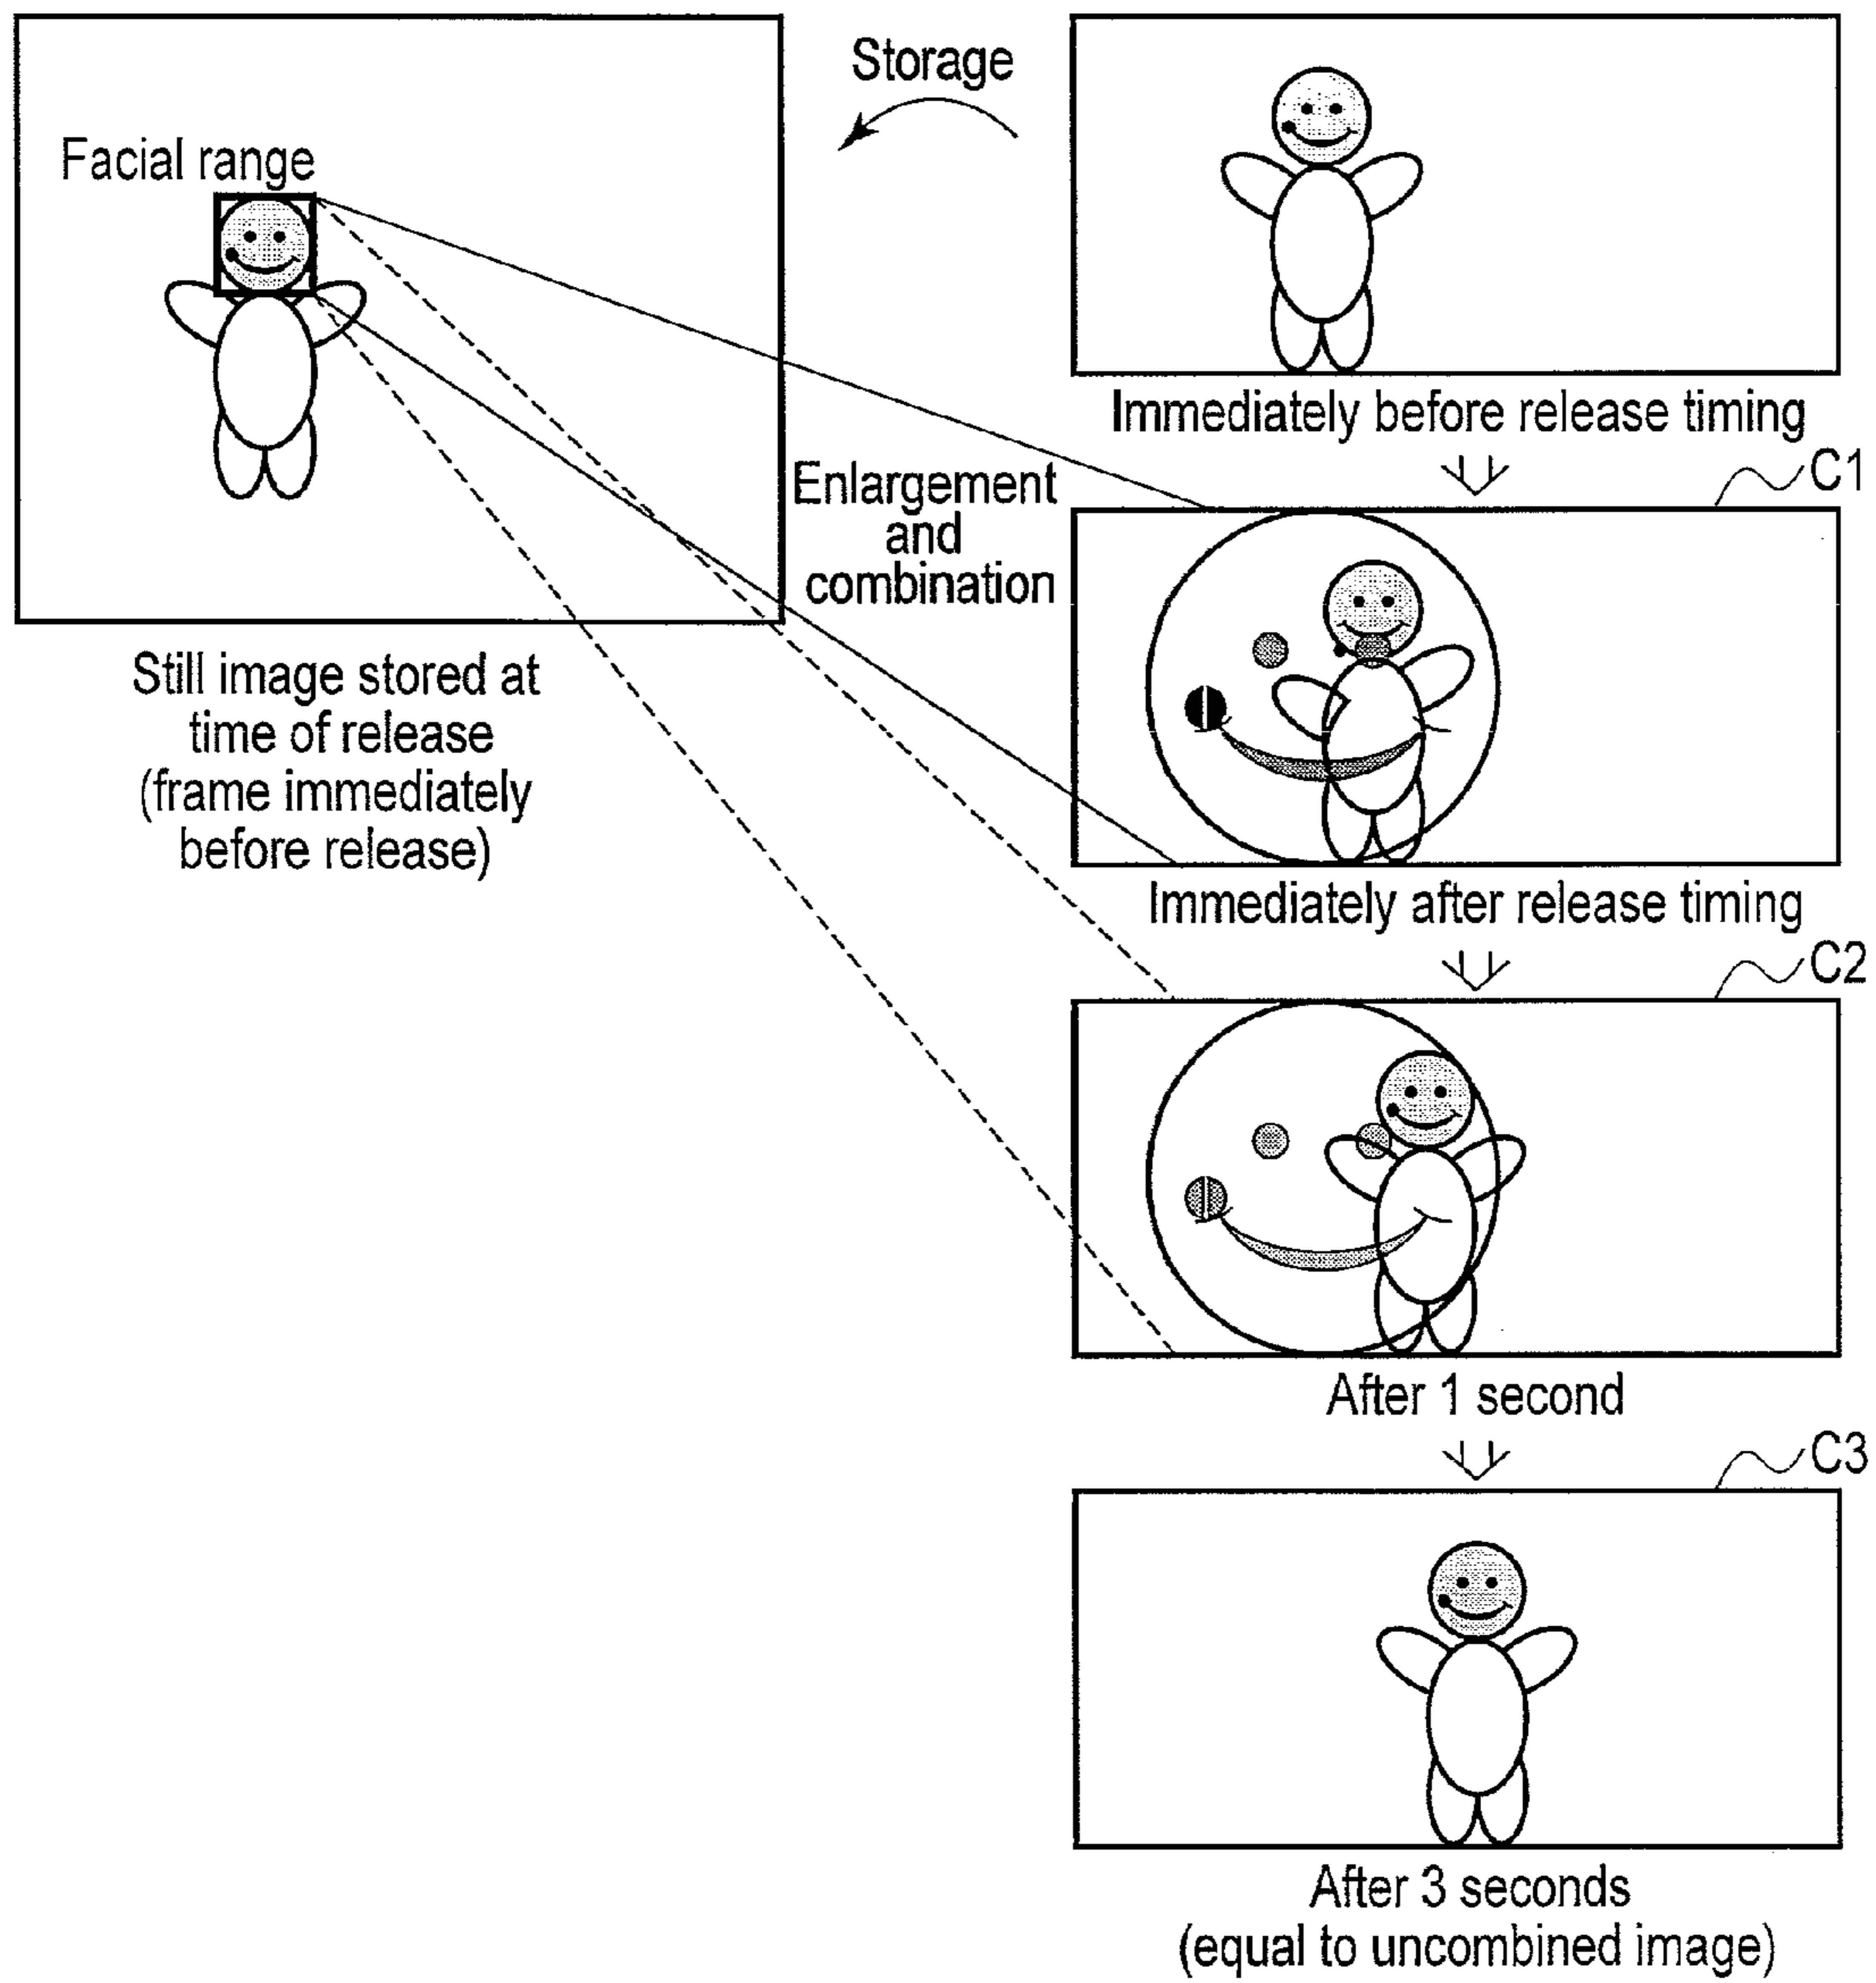 Storage
Facial range
Immediately before release timing
C1
Enlargement
and
combination
Still image stored at
time of release
(frame immediately
before release)
Immediately after release timing
C2
After 1 second
C3
After 3 seconds
(equal to uncombined image)